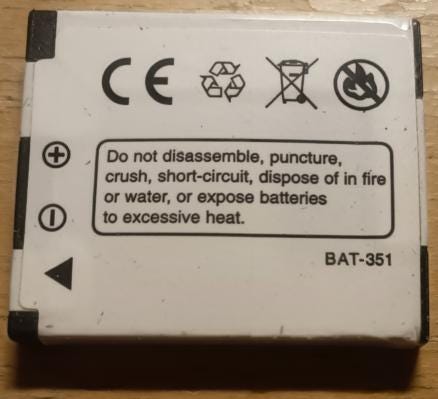 CE
+
Do not disassemble, puncture,
crush, short-circuit, dispose of in fire
or water, or expose batteries
to excessive heat.
-
BAT-351